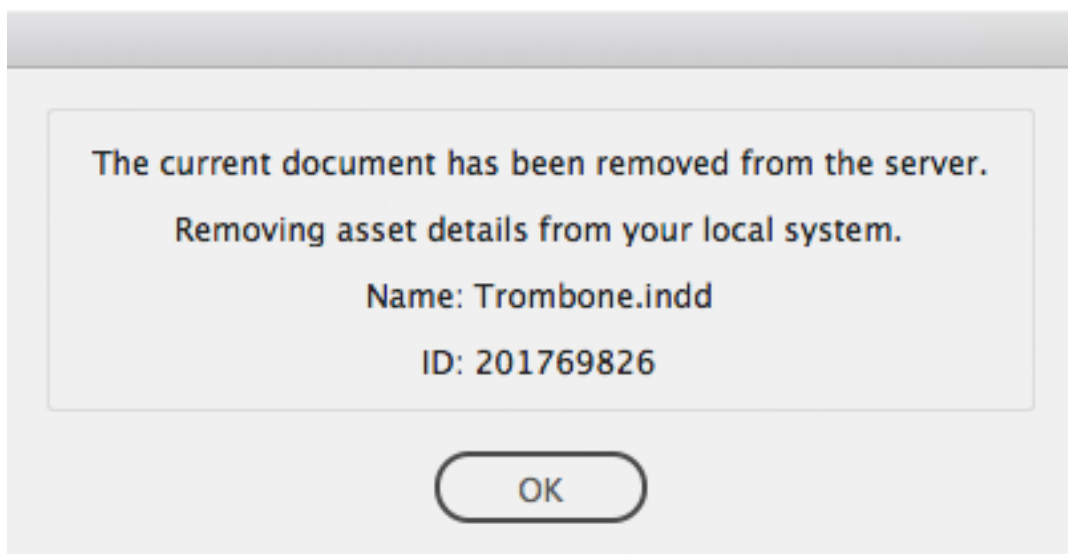 The current document has been removed from the server.
Removing asset details from your local system.
Name: Trombone.indd
ID: 201769826
OK